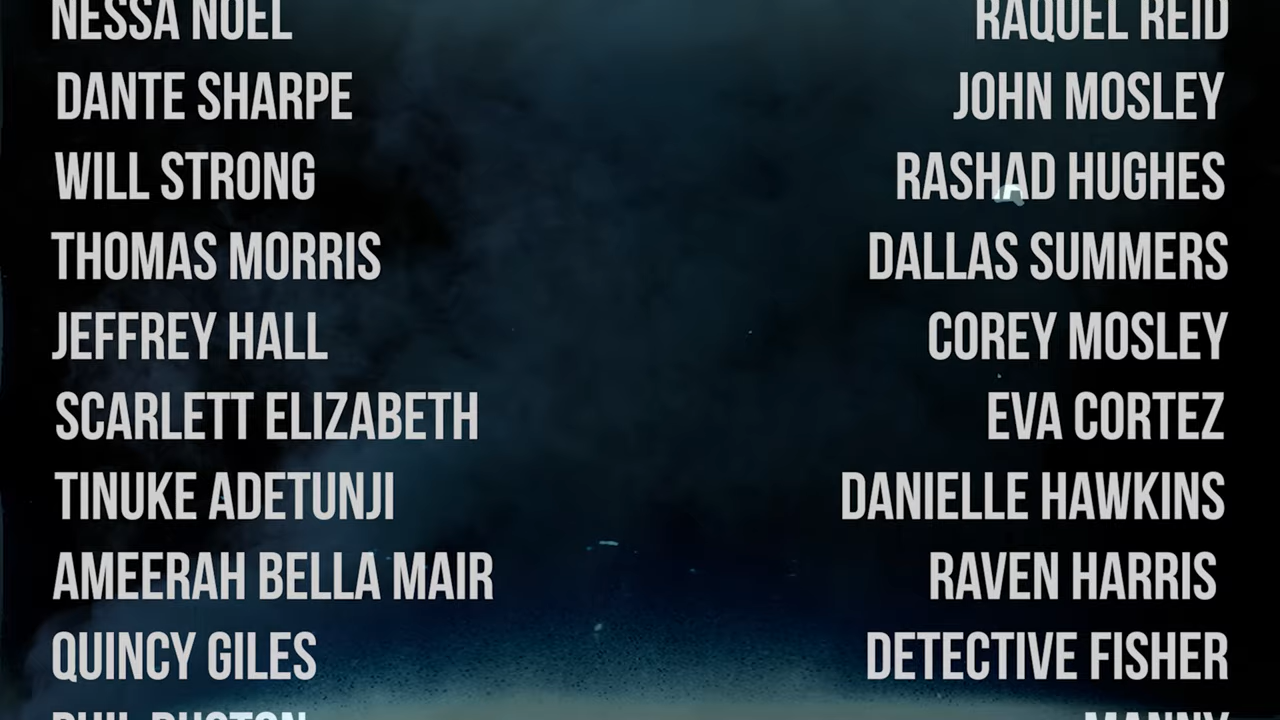 NESSA NOEL RAQUEL REID
DANTE SHARPE JOHN MOSLEY
WILL STRONG RASHAD HUGHES
THOMAS MORRIS DALLAS SUMMERS
JEFFREY HALL COREY MOSLEY
SCARLETT ELIZABETH EVA CORTEZ
TINUKE ADETUNJI DANIELLE HAWKINS
AMEERAH BELLA MAIR RAVEN HARRIS
QUINCY GILES DETECTIVE FISHER
MANNY